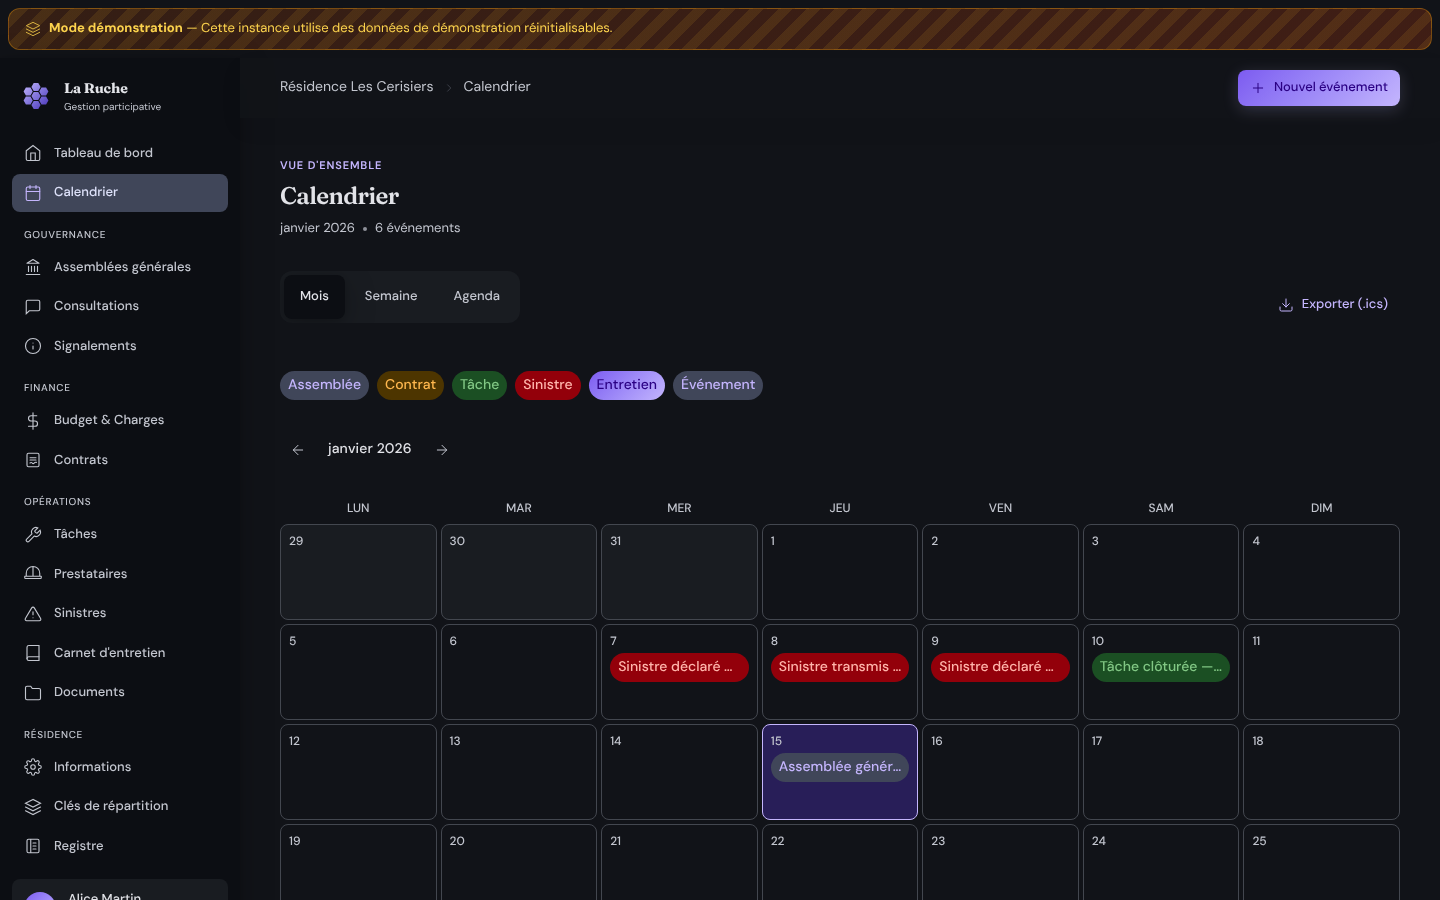 Mode démonstration — Cette instance utilise des données de démonstration réinitialisables.
La Ruche
Gestion participative
Tableau de bord
Calendrier
GOUVERNANCE
Assemblées générales
Consultations
Signalements
FINANCE
Budget & Charges
Contrats
OPÉRATIONS
Tâches
Prestataires
Sinistres
Carnet d'entretien
Documents
RÉSIDENCE
Informations
Clés de répartition
Registre
Alice Martin
Résidence Les Cerisiers > Calendrier
Nouvel événement
VUE D'ENSEMBLE
Calendrier
janvier 2026 • 6 événements
Mois Semaine Agenda
Exporter (.ics)
Assemblée Contrat Tâche Sinistre Entretien Événement
janvier 2026
LUN MAR MER JEU VEN SAM DIM
29 30 31 1 2 3 4
5 6 7 8 9 10 11
Sinistre déclaré ... Sinistre transmis ... Sinistre déclaré ... Tâche clôturée —...
12 13 14 15 16 17 18
Assemblée génér...
19 20 21 22 23 24 25